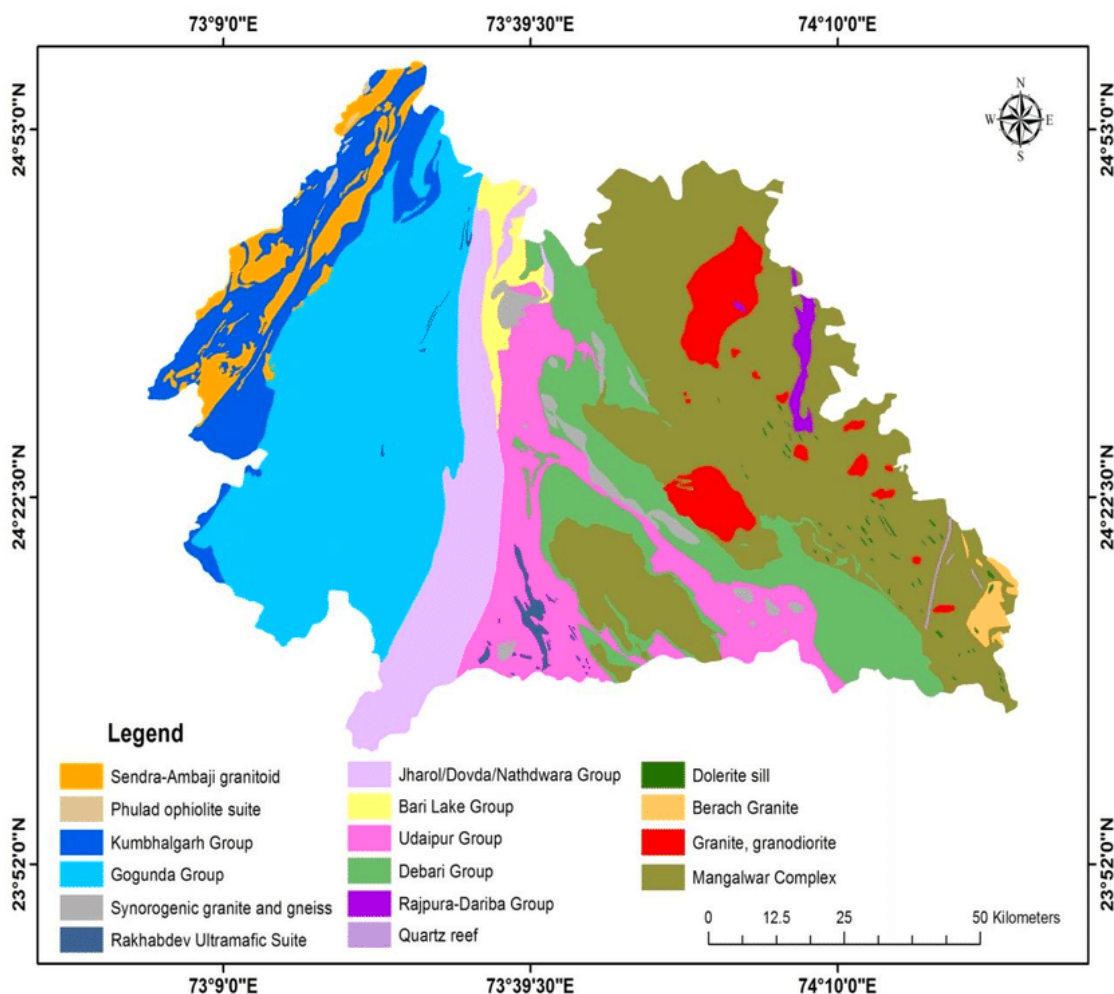 73°9'0"E
73°39'30"E
74°10'0"E
24°53'0"N
24°53'0"N
N
W
E
S
24°22'30"N
24°22'30"N
23°52'0"N
23°52'0"N
Legend
Sendra-Ambaji granitoid
Phulad ophiolite suite
Kumbhalgarh Group
Gogunda Group
Synorogenic granite and gneiss
Rakhabdev Ultramafic Suite
Jharol/Dovda/Nathdwara Group
Bari Lake Group
Udaipur Group
Debari Group
Rajpura-Dariba Group
Quartz reef
Dolerite sill
Berach Granite
Granite, granodiorite
Mangalwar Complex
0 12.5 25 50 Kilometers
73°9'0"E
73°39'30"E
74°10'0"E